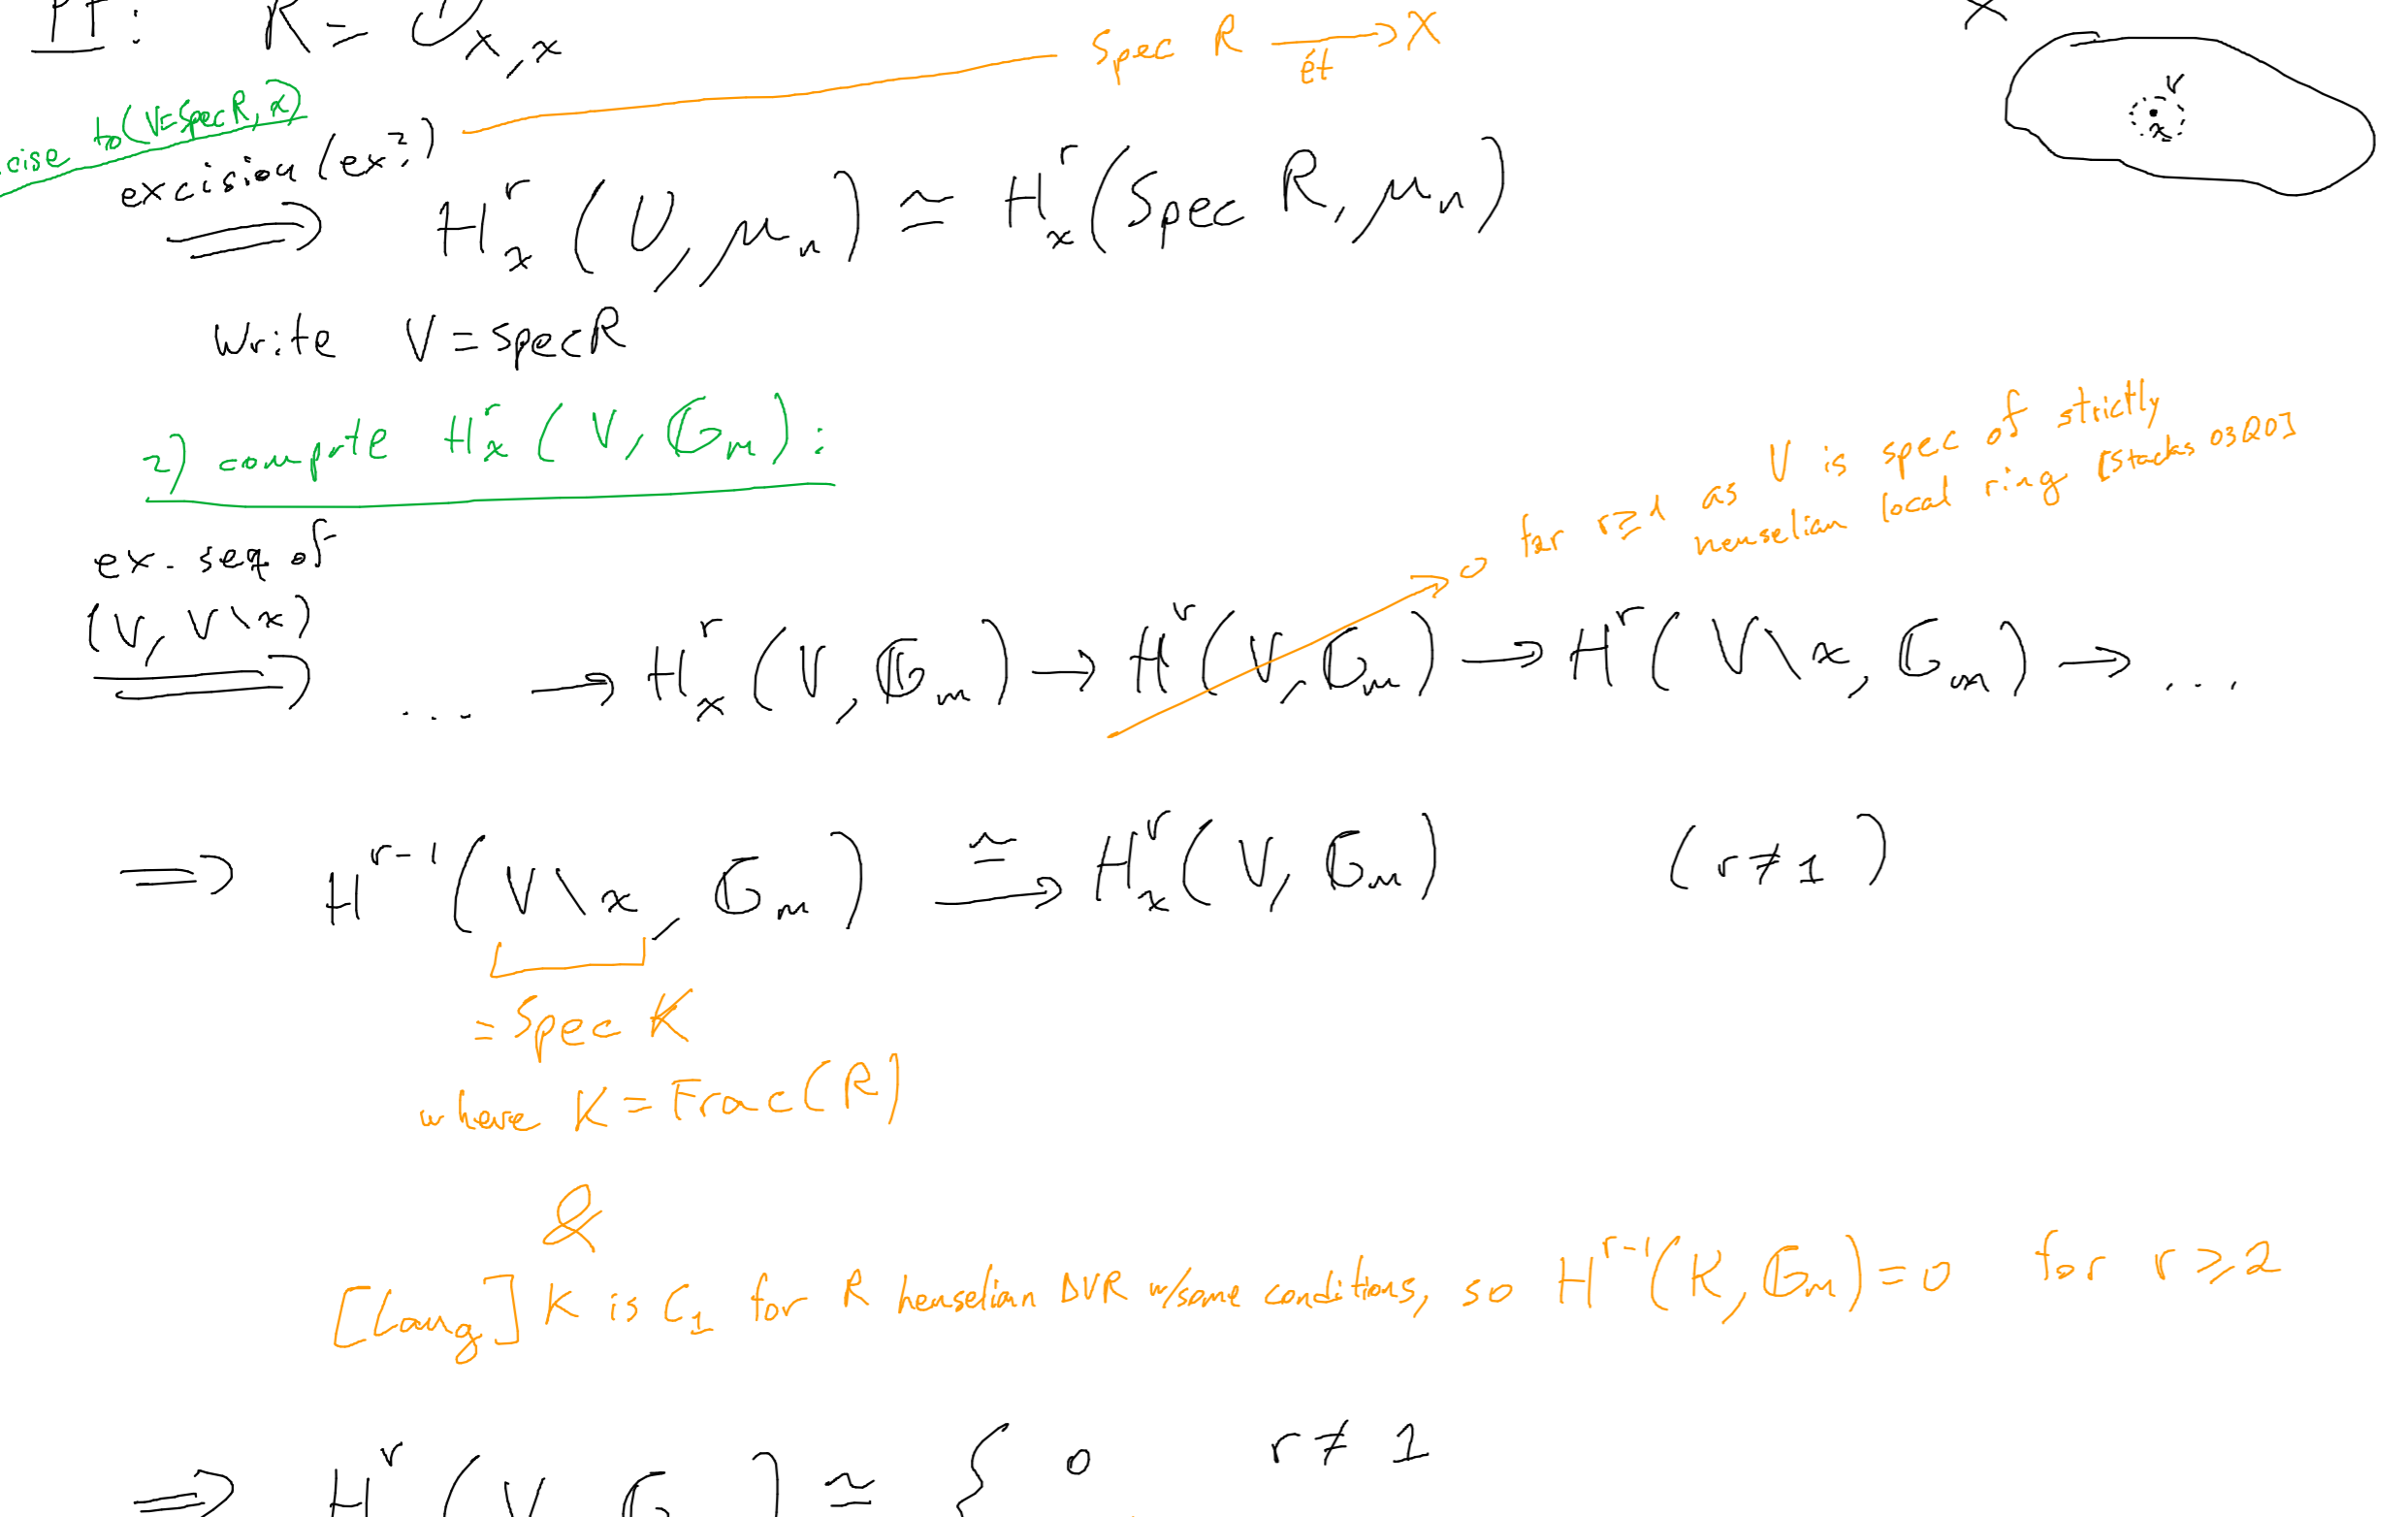 Pf: R = O_{X,x}
Spec R →ét X
X
V
x
cise to (V=Spec R, x)
excision (ex²?)
⟹ H^r_x (U, μ_n) ≃ H^r_x (Spec R, μ_n)
Write V = Spec R
2) compute H^r_x (V, 𝔾_m):
0 for r≥1 as V is spec of strictly
henselian local ring [Stacks 03QO]
ex. seq of
(V, V\x)
⟹ ... → H^r_x (V, 𝔾_m) → H^r (V, 𝔾_m) → H^r (V\x, 𝔾_m) → ...
⟹ H^{r-1} (V\x, 𝔾_m) ≃→ H^r_x (V, 𝔾_m) (r ≠ 1)
= Spec K
where K = Frac(R)
&
[Lang] K is C_1 for R henselian DVR w/some conditions, so H^{r-1}(K, 𝔾_m) = 0 for r ≥ 2
⟹ H^r (V, 𝔾 ) ≃ { 0 r ≠ 1